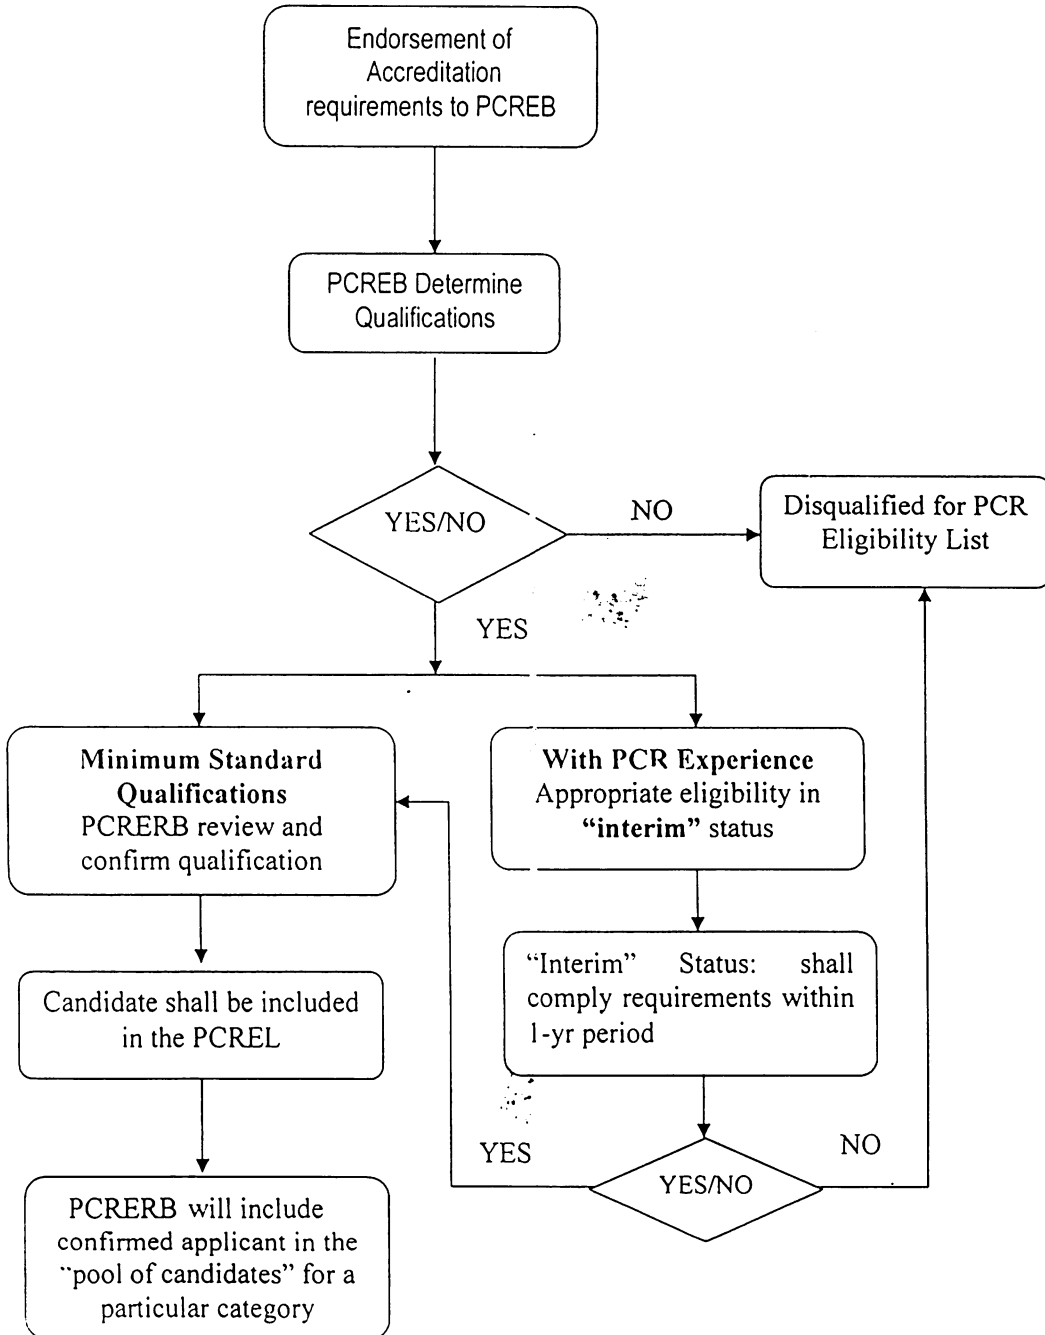 Endorsement of
Accreditation
requirements to PCREB
PCREB Determine
Qualifications
YES/NO
NO
Disqualified for PCR
Eligibility List
YES
Minimum Standard
Qualifications
PCRERB review and
confirm qualification
With PCR Experience
Appropriate eligibility in
“interim” status
Candidate shall be included
in the PCREL
“Interim” Status: shall
comply requirements within
1-yr period
YES
YES/NO
NO
PCRERB will include
confirmed applicant in the
“pool of candidates” for a
particular category